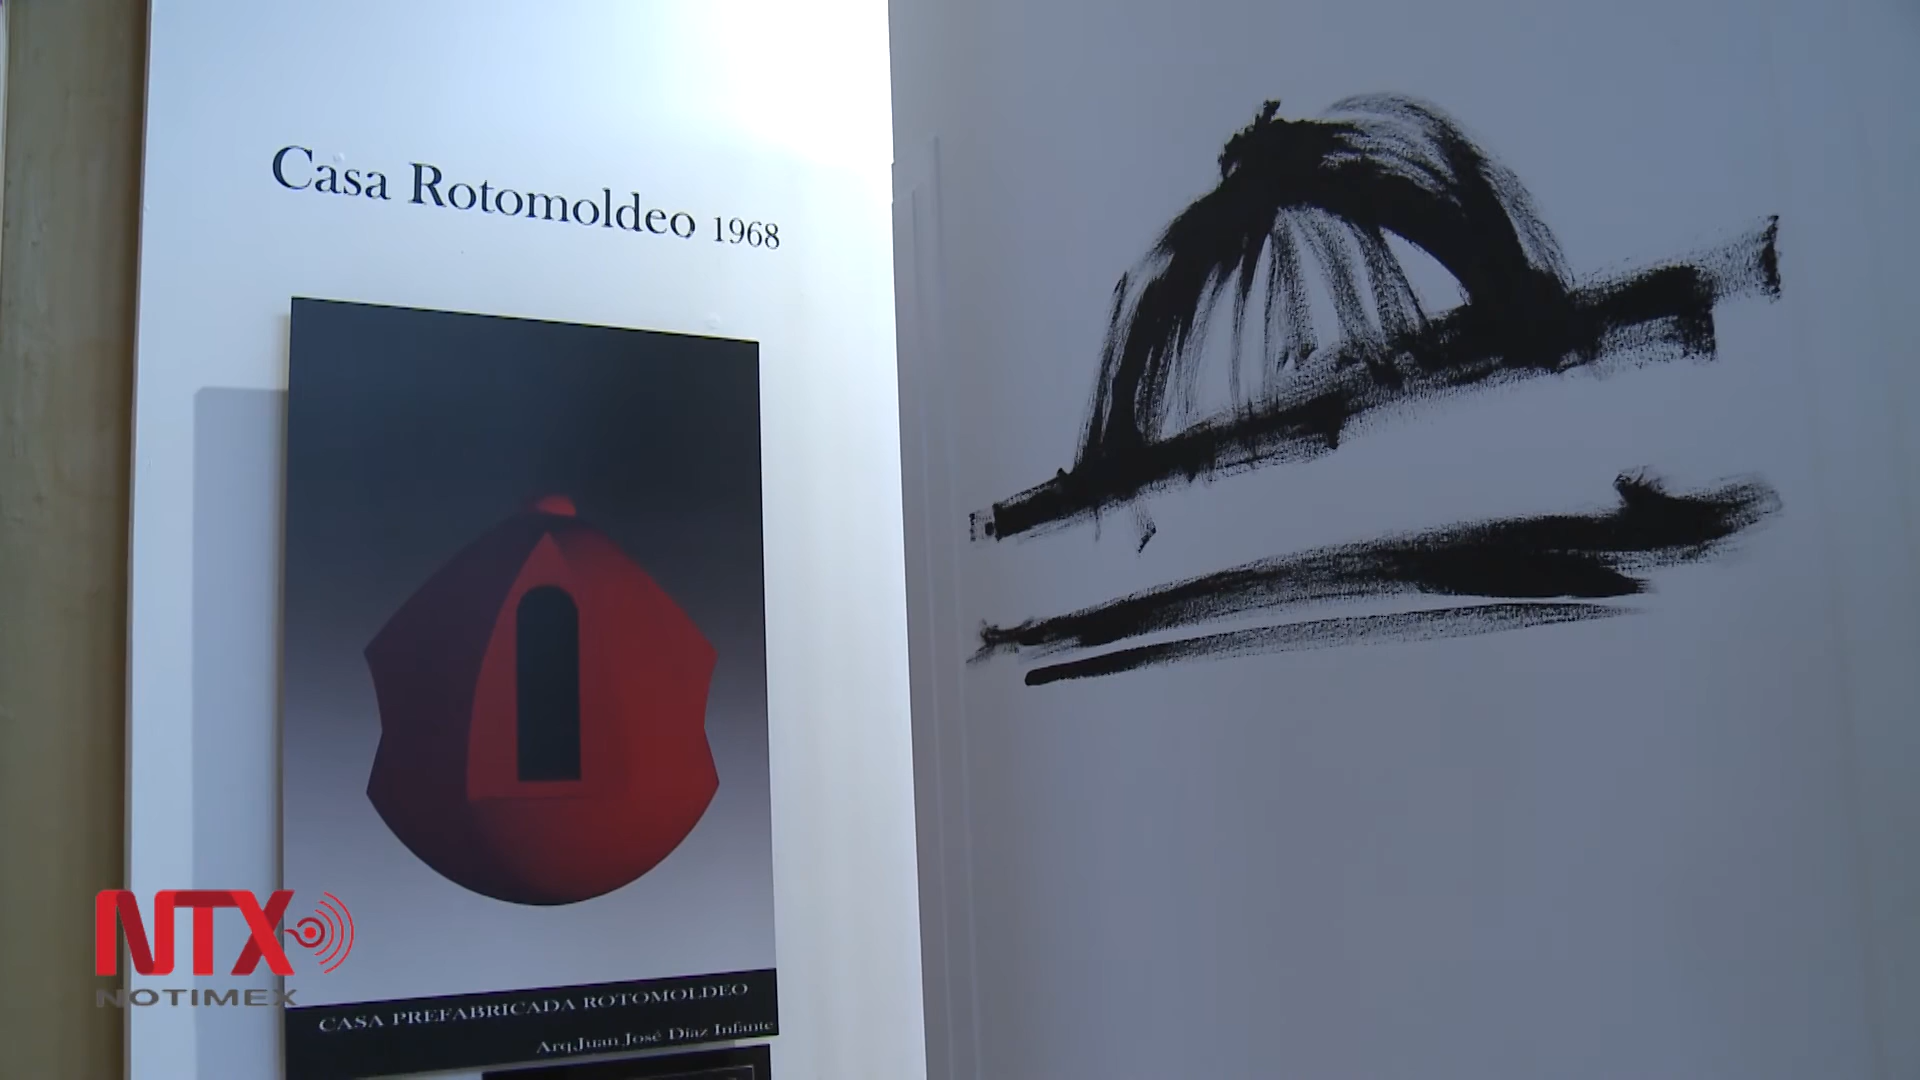 Casa Rotomoldeo 1968
CASA PREFABRICADA ROTOMOLDEO
Arq.Juan José Díaz Infante
NTX
NOTIMEX